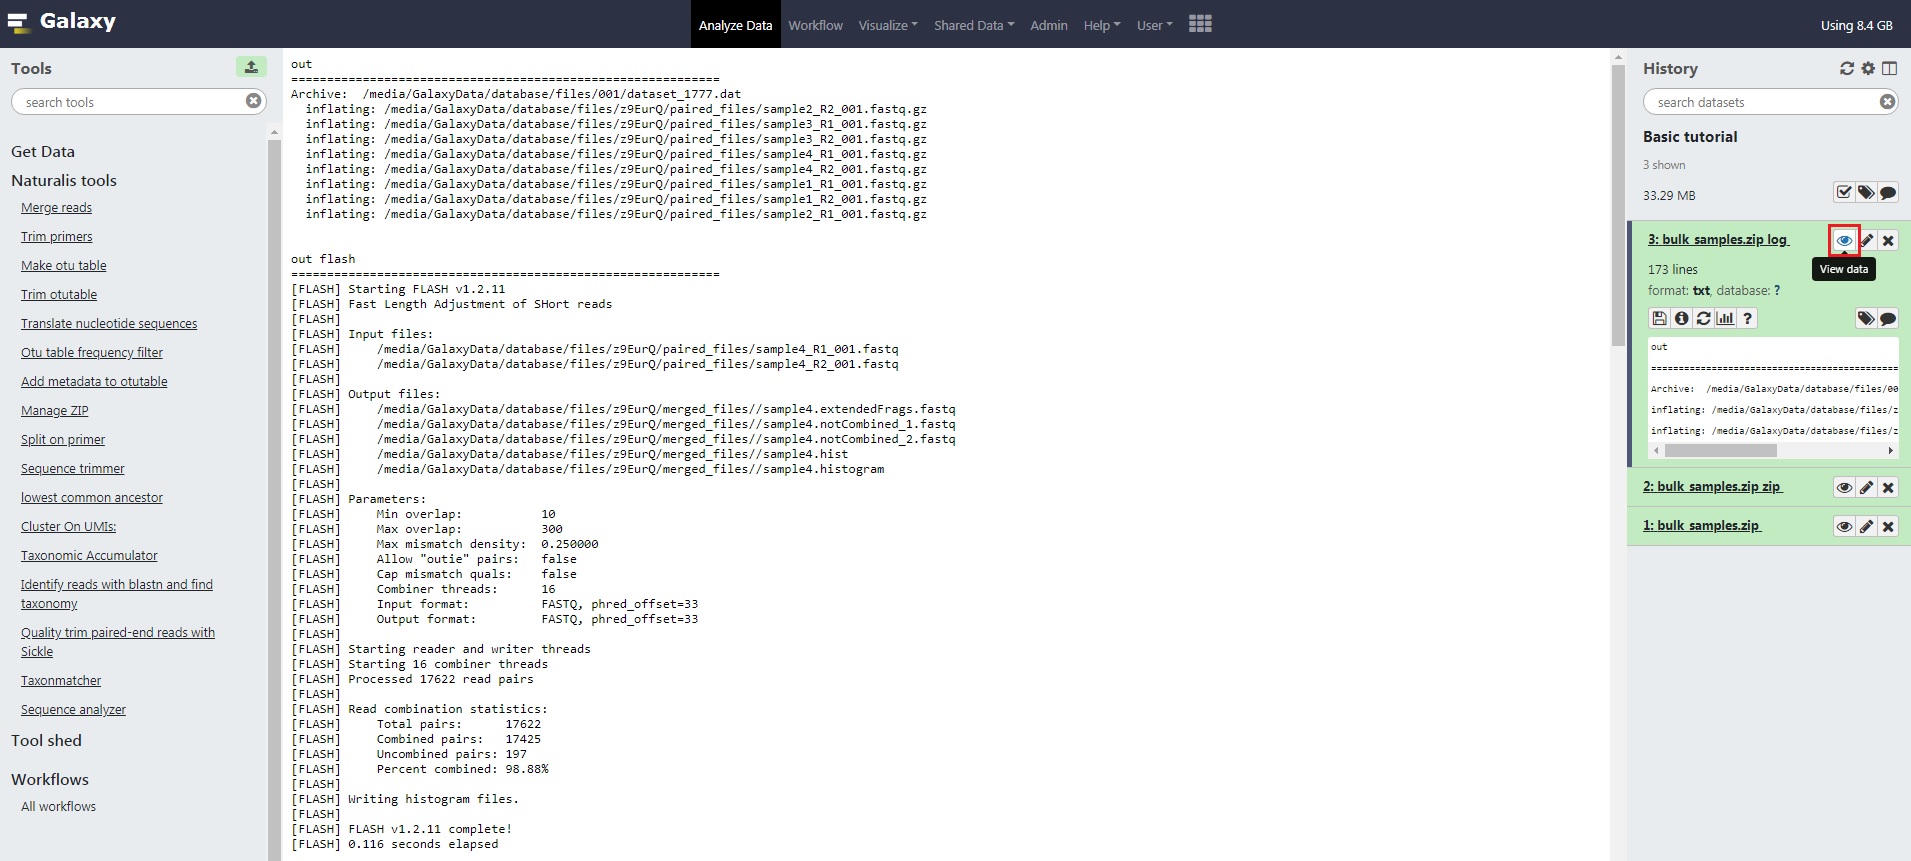 Galaxy
Analyze Data
Workflow
Visualize
Shared Data
Admin
Help
User
Using 8.4 GB
Tools
search tools
Get Data
Naturalis tools
Merge reads
Trim primers
Make otu table
Trim otutable
Translate nucleotide sequences
Otu table frequency filter
Add metadata to otutable
Manage ZIP
Split on primer
Sequence trimmer
lowest common ancestor
Cluster On UMIs:
Taxonomic Accumulator
Identify reads with blastn and find
taxonomy
Quality trim paired-end reads with
Sickle
Taxonmatcher
Sequence analyzer
Tool shed
Workflows
All workflows
out
============================================================
Archive:  /media/GalaxyData/database/files/001/dataset_1777.dat
  inflating: /media/GalaxyData/database/files/z9EurQ/paired_files/sample2_R2_001.fastq.gz
  inflating: /media/GalaxyData/database/files/z9EurQ/paired_files/sample3_R1_001.fastq.gz
  inflating: /media/GalaxyData/database/files/z9EurQ/paired_files/sample3_R2_001.fastq.gz
  inflating: /media/GalaxyData/database/files/z9EurQ/paired_files/sample4_R1_001.fastq.gz
  inflating: /media/GalaxyData/database/files/z9EurQ/paired_files/sample4_R2_001.fastq.gz
  inflating: /media/GalaxyData/database/files/z9EurQ/paired_files/sample1_R1_001.fastq.gz
  inflating: /media/GalaxyData/database/files/z9EurQ/paired_files/sample1_R2_001.fastq.gz
  inflating: /media/GalaxyData/database/files/z9EurQ/paired_files/sample2_R1_001.fastq.gz
out flash
============================================================
[FLASH] Starting FLASH v1.2.11
[FLASH] Fast Length Adjustment of SHort reads
[FLASH]
[FLASH] Input files:
[FLASH]     /media/GalaxyData/database/files/z9EurQ/paired_files/sample4_R1_001.fastq
[FLASH]     /media/GalaxyData/database/files/z9EurQ/paired_files/sample4_R2_001.fastq
[FLASH]
[FLASH] Output files:
[FLASH]     /media/GalaxyData/database/files/z9EurQ/merged_files//sample4.extendedFrags.fastq
[FLASH]     /media/GalaxyData/database/files/z9EurQ/merged_files//sample4.notCombined_1.fastq
[FLASH]     /media/GalaxyData/database/files/z9EurQ/merged_files//sample4.notCombined_2.fastq
[FLASH]     /media/GalaxyData/database/files/z9EurQ/merged_files//sample4.hist
[FLASH]     /media/GalaxyData/database/files/z9EurQ/merged_files//sample4.histogram
[FLASH]
[FLASH] Parameters:
[FLASH]     Min overlap:           10
[FLASH]     Max overlap:           300
[FLASH]     Max mismatch density:  0.250000
[FLASH]     Allow "outie" pairs:   false
[FLASH]     Cap mismatch quals:    false
[FLASH]     Combiner threads:      16
[FLASH]     Input format:          FASTQ, phred_offset=33
[FLASH]     Output format:         FASTQ, phred_offset=33
[FLASH]
[FLASH] Starting reader and writer threads
[FLASH] Starting 16 combiner threads
[FLASH] Processed 17622 read pairs
[FLASH]
[FLASH] Read combination statistics:
[FLASH]     Total pairs:      17622
[FLASH]     Combined pairs:   17425
[FLASH]     Uncombined pairs: 197
[FLASH]     Percent combined: 98.88%
[FLASH]
[FLASH] Writing histogram files.
[FLASH]
[FLASH] FLASH v1.2.11 complete!
[FLASH] 0.116 seconds elapsed
History
search datasets
Basic tutorial
3 shown
33.29 MB
3: bulk_samples.zip log
View data
173 lines
format: txt, database: ?
out
============================================
Archive:  /media/GalaxyData/database/files/00
inflating: /media/GalaxyData/database/files/z
inflating: /media/GalaxyData/database/files/z
2: bulk_samples.zip zip
1: bulk_samples.zip